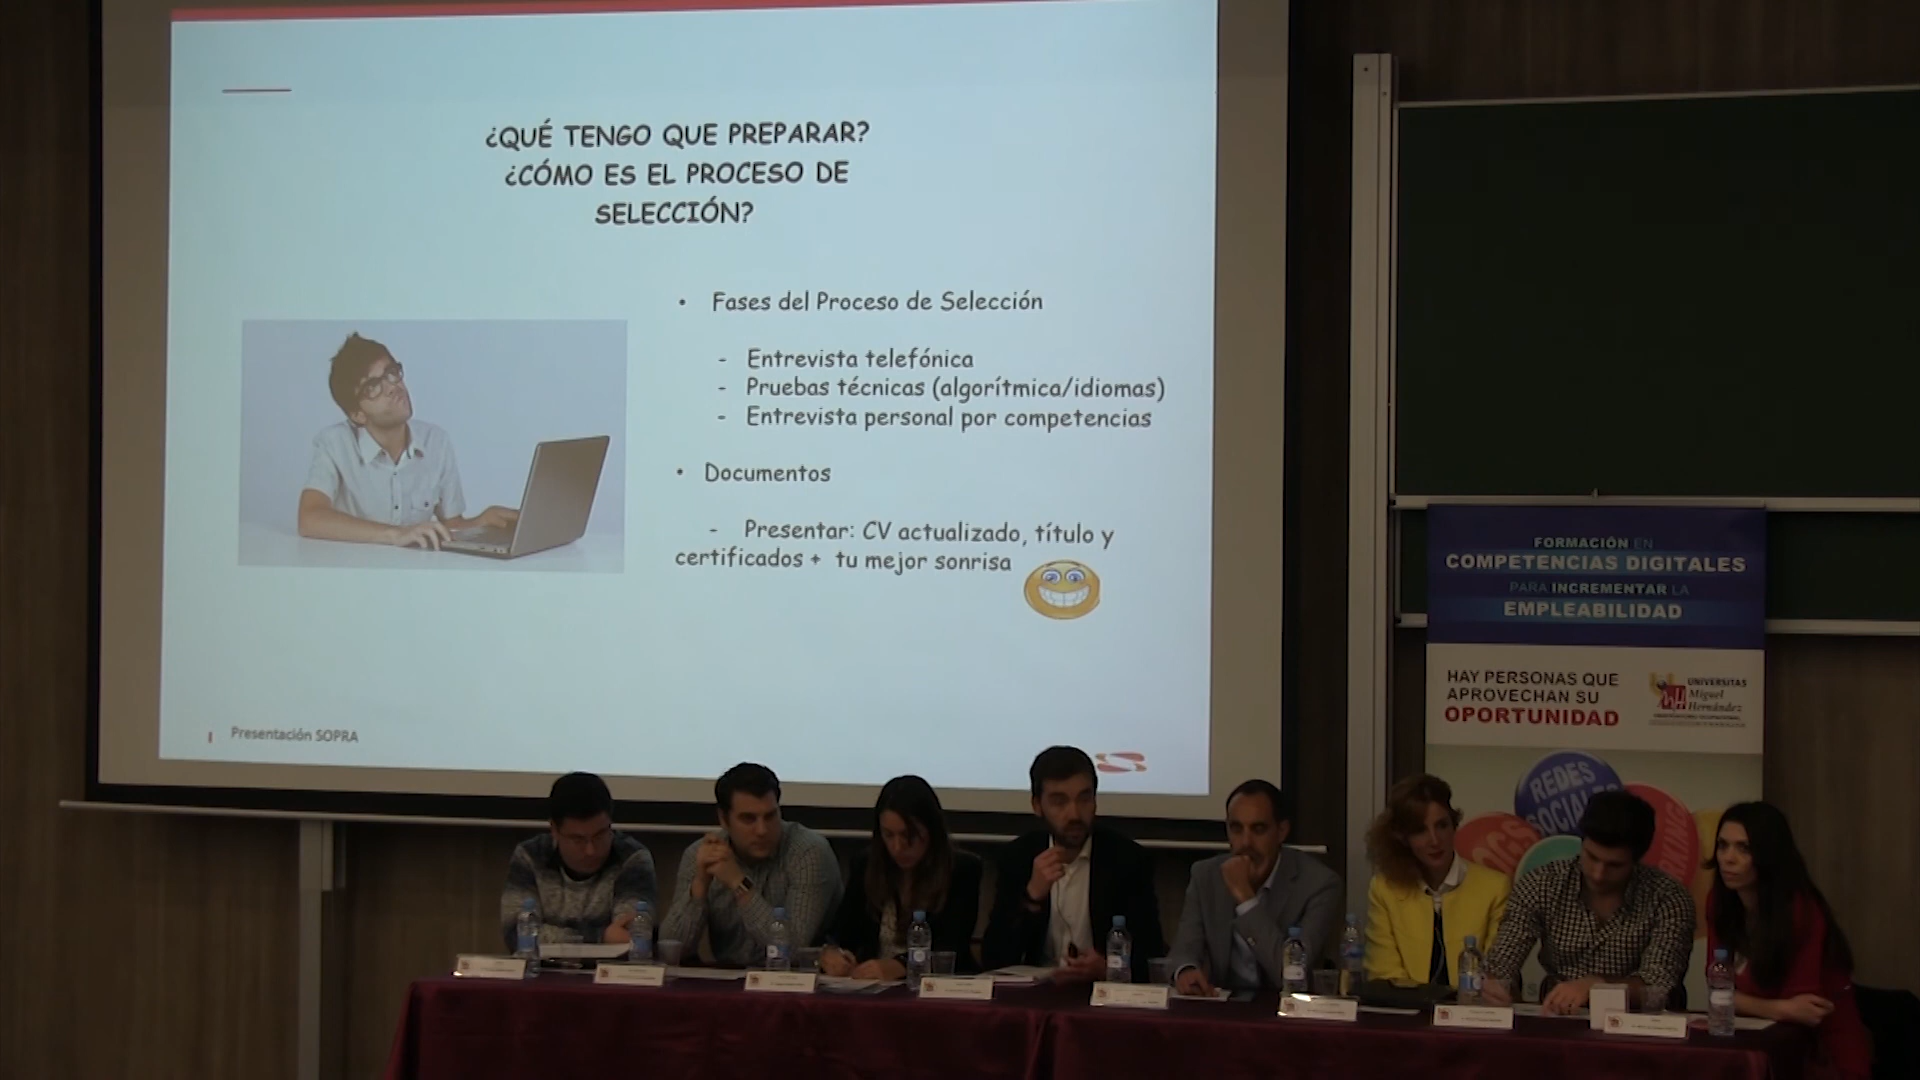 ¿QUÉ TENGO QUE PREPARAR?
¿CÓMO ES EL PROCESO DE
SELECCIÓN?
• Fases del Proceso de Selección
- Entrevista telefónica
- Pruebas técnicas (algorítmica/idiomas)
- Entrevista personal por competencias
• Documentos
- Presentar: CV actualizado, título y
certificados + tu mejor sonrisa
Presentación SOPRA
FORMACIÓN EN
COMPETENCIAS DIGITALES
PARA INCREMENTAR LA
EMPLEABILIDAD
HAY PERSONAS QUE
APROVECHAN SU
OPORTUNIDAD
UNIVERSITAS
Miguel
Hernández
REDES
SOCIALES